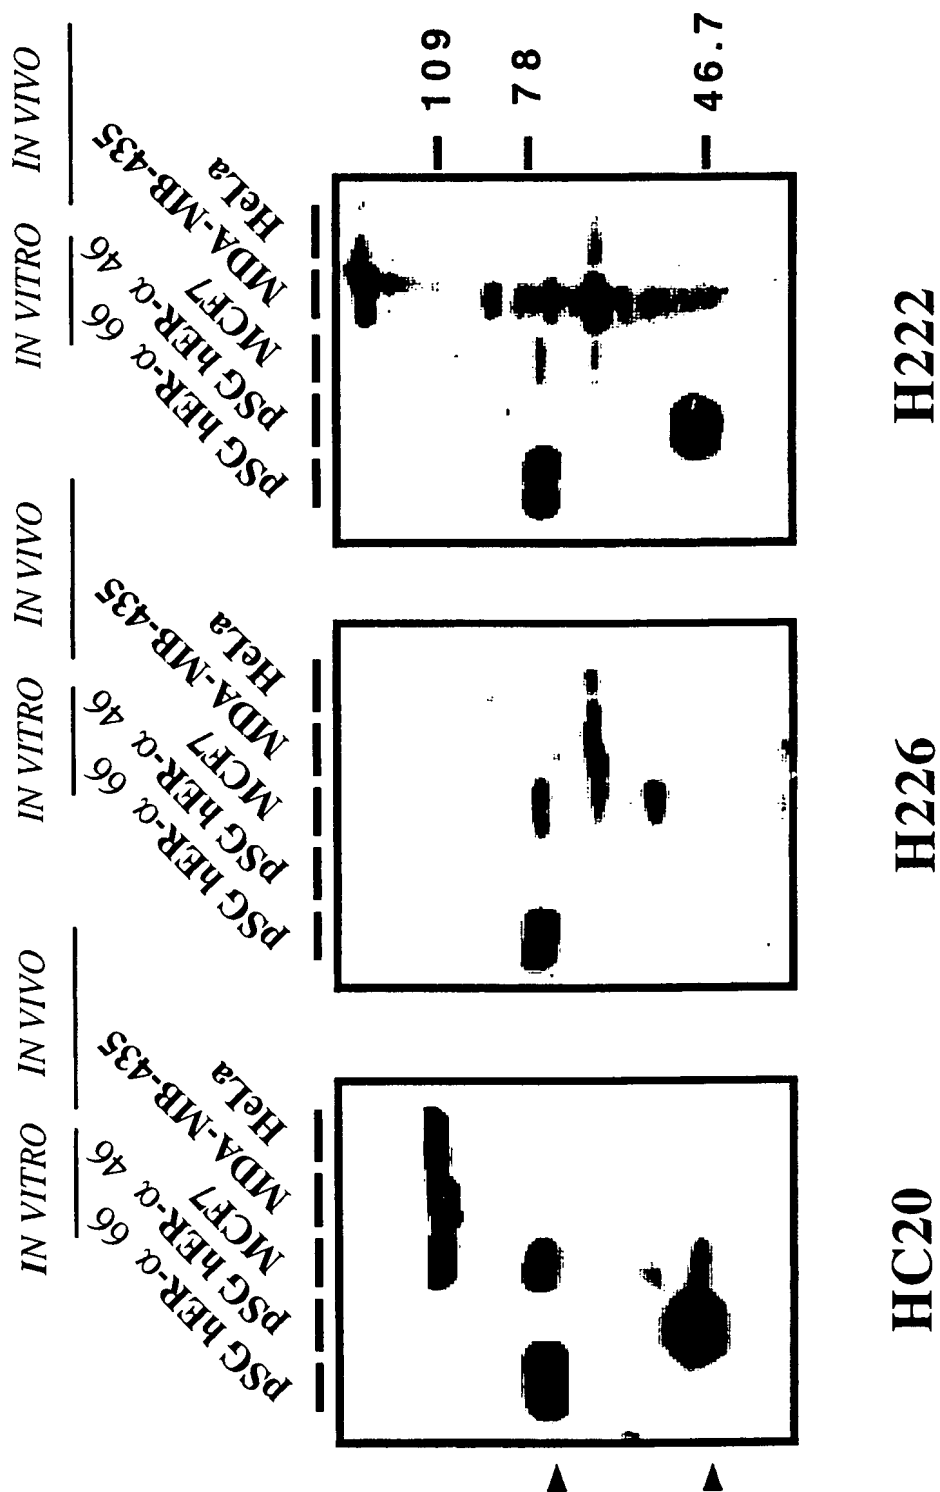 IN VITRO IN VIVO
pSG hER-α 66
pSG hER-α 46
MCF7
MDA-MB-435
HeLa
HC20
IN VITRO IN VIVO
pSG hER-α 66
pSG hER-α 46
MCF7
MDA-MB-435
HeLa
H226
IN VITRO IN VIVO
pSG hER-α 66
pSG hER-α 46
MCF7
MDA-MB-435
HeLa
H222
109
78
46.7